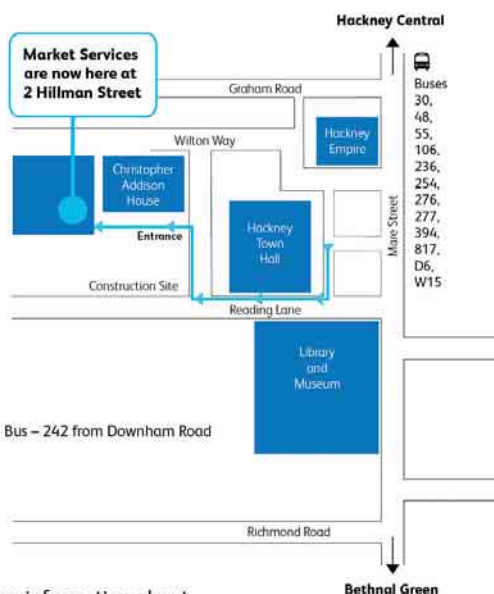 Hackney Central
Market Services
are now here at
2 Hillman Street
Graham Road
Buses
30,
48,
55,
106,
236,
254,
276,
277,
394,
817,
D6,
W15
Hackney
Empire
Wilton Way
Christopher
Addison
House
Mare Street
Hackney
Town
Hall
Entrance
Construction Site
Reading Lane
Library
and
Museum
Bus – 242 from Downham Road
Richmond Road
Bethnal Green
information about